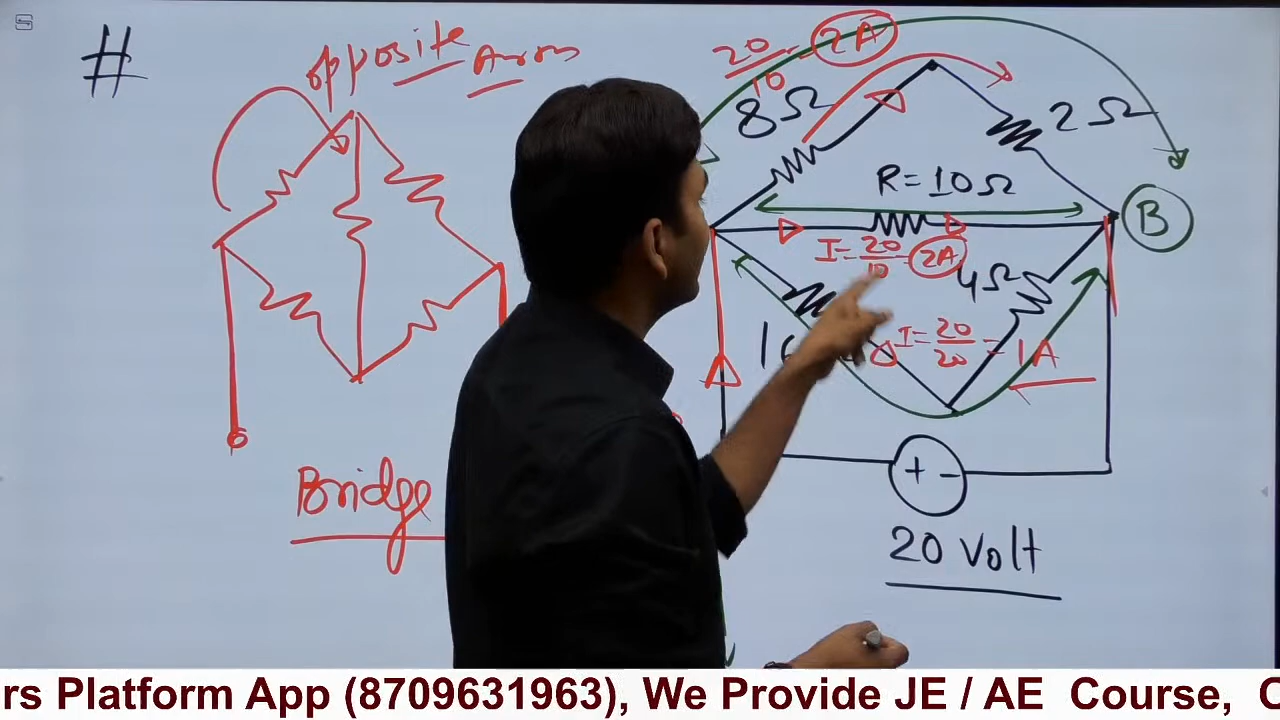 #
opposite
Arms
Bridge
20/10 = 2A
8Ω
2Ω
R=10Ω
B
I=20/10=2A
4Ω
I=20/20=1A
+ -
20 Volt
rs Platform App (8709631963), We Provide JE / AE Course,